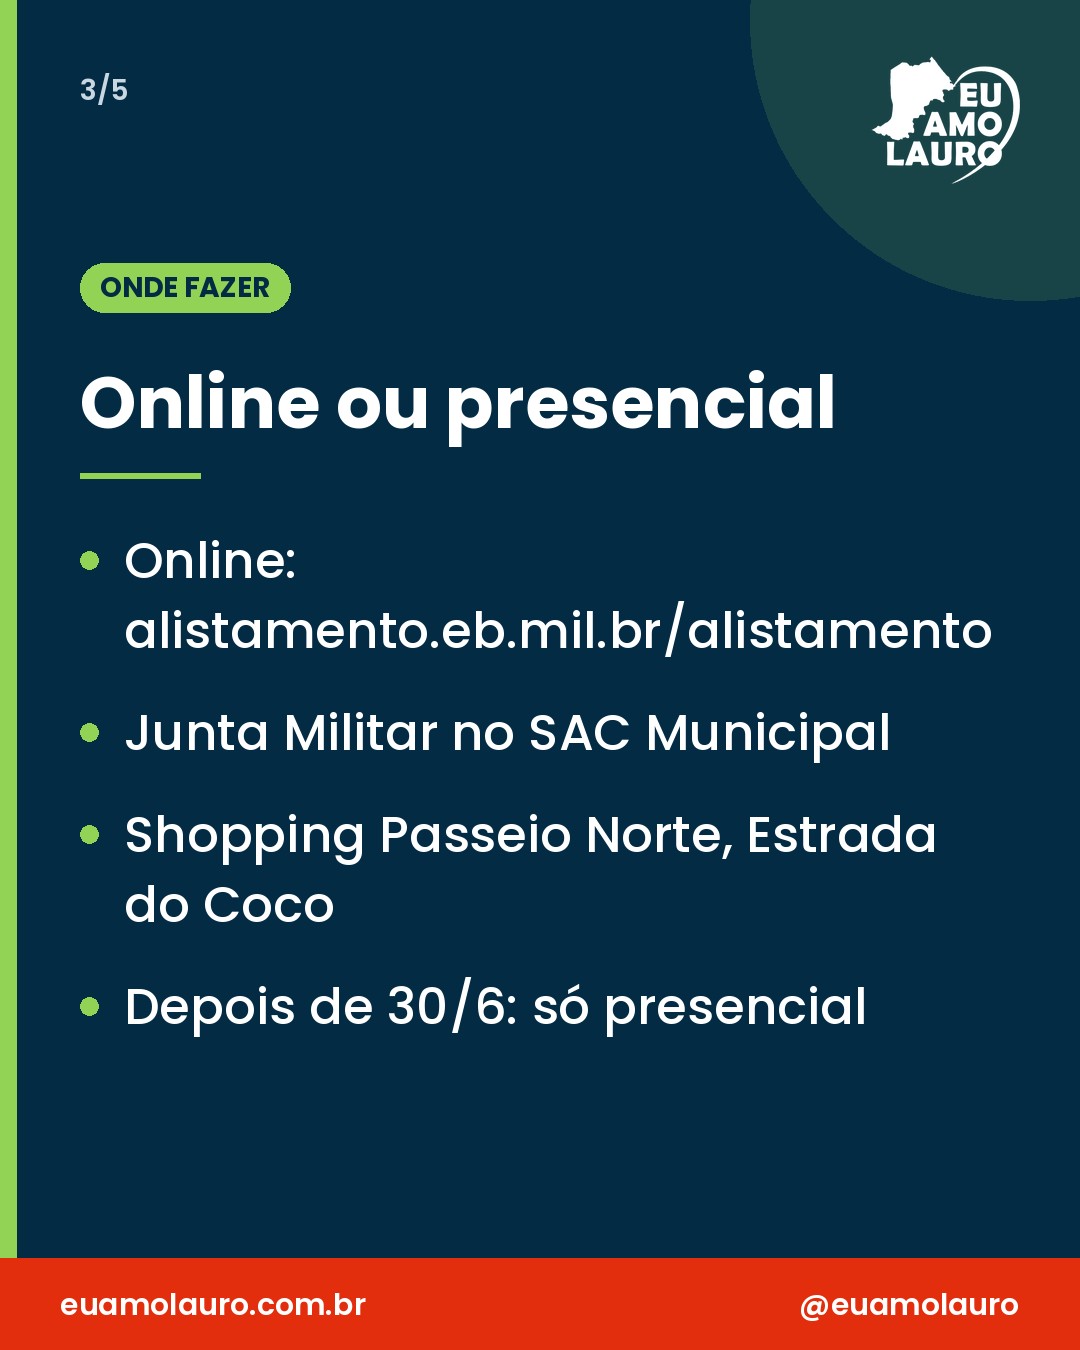 3/5
EU
AMO
LAURO
ONDE FAZER
Online ou presencial
Online:
alistamento.eb.mil.br/alistamento
Junta Militar no SAC Municipal
Shopping Passeio Norte, Estrada
do Coco
Depois de 30/6: só presencial
euamolauro.com.br
@euamolauro